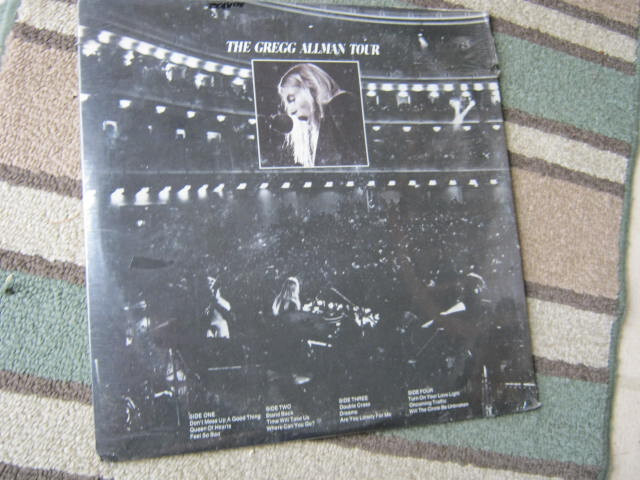 THE GREGG ALLMAN TOUR
SIDE ONE
Don't Mess Up A Good Thing
Queen Of Hearts
Feel So Bad
SIDE TWO
Stand Back
Time Will Take Us
Where Can You Go?
SIDE THREE
Double Cross
Dreams
Are You Lonely For Me
SIDE FOUR
Turn On Your Love Light
Oncoming Traffic
Will The Circle Be Unbroken